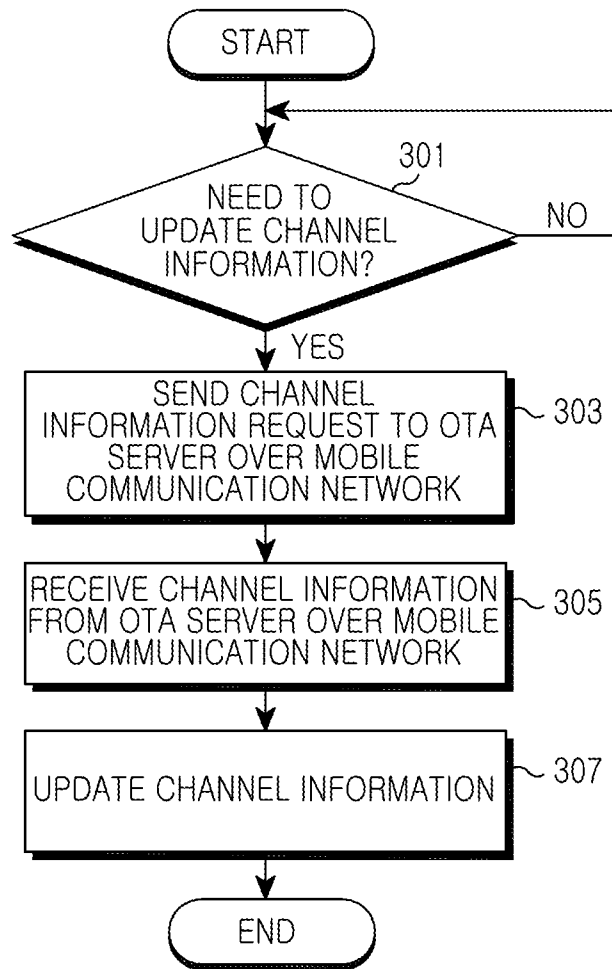 START
301
NEED TO
UPDATE CHANNEL
INFORMATION?
NO
YES
SEND CHANNEL
INFORMATION REQUEST TO OTA
SERVER OVER MOBILE
COMMUNICATION NETWORK
303
RECEIVE CHANNEL INFORMATION
FROM OTA SERVER OVER MOBILE
COMMUNICATION NETWORK
305
UPDATE CHANNEL INFORMATION
307
END